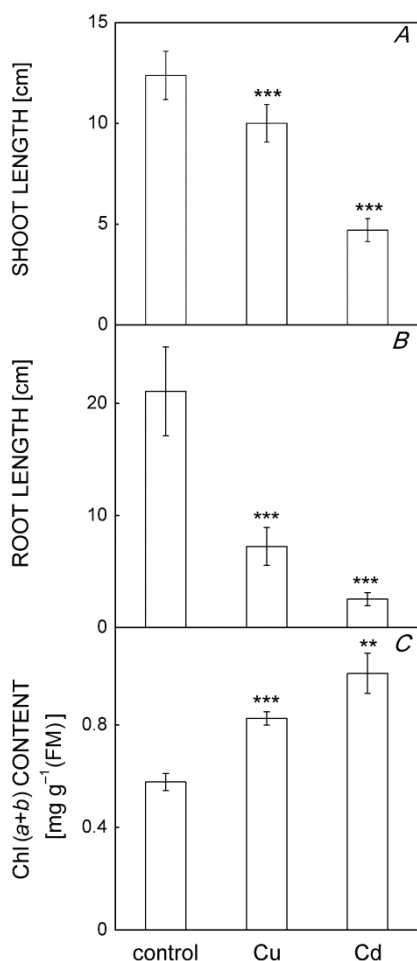 A
SHOOT LENGTH [cm]
15
10
5
0
***
***
B
ROOT LENGTH [cm]
20
10
0
***
***
C
Chl (a+b) CONTENT
[mg g⁻¹(FM)]
0.8
0.4
0
***
**
control Cu Cd